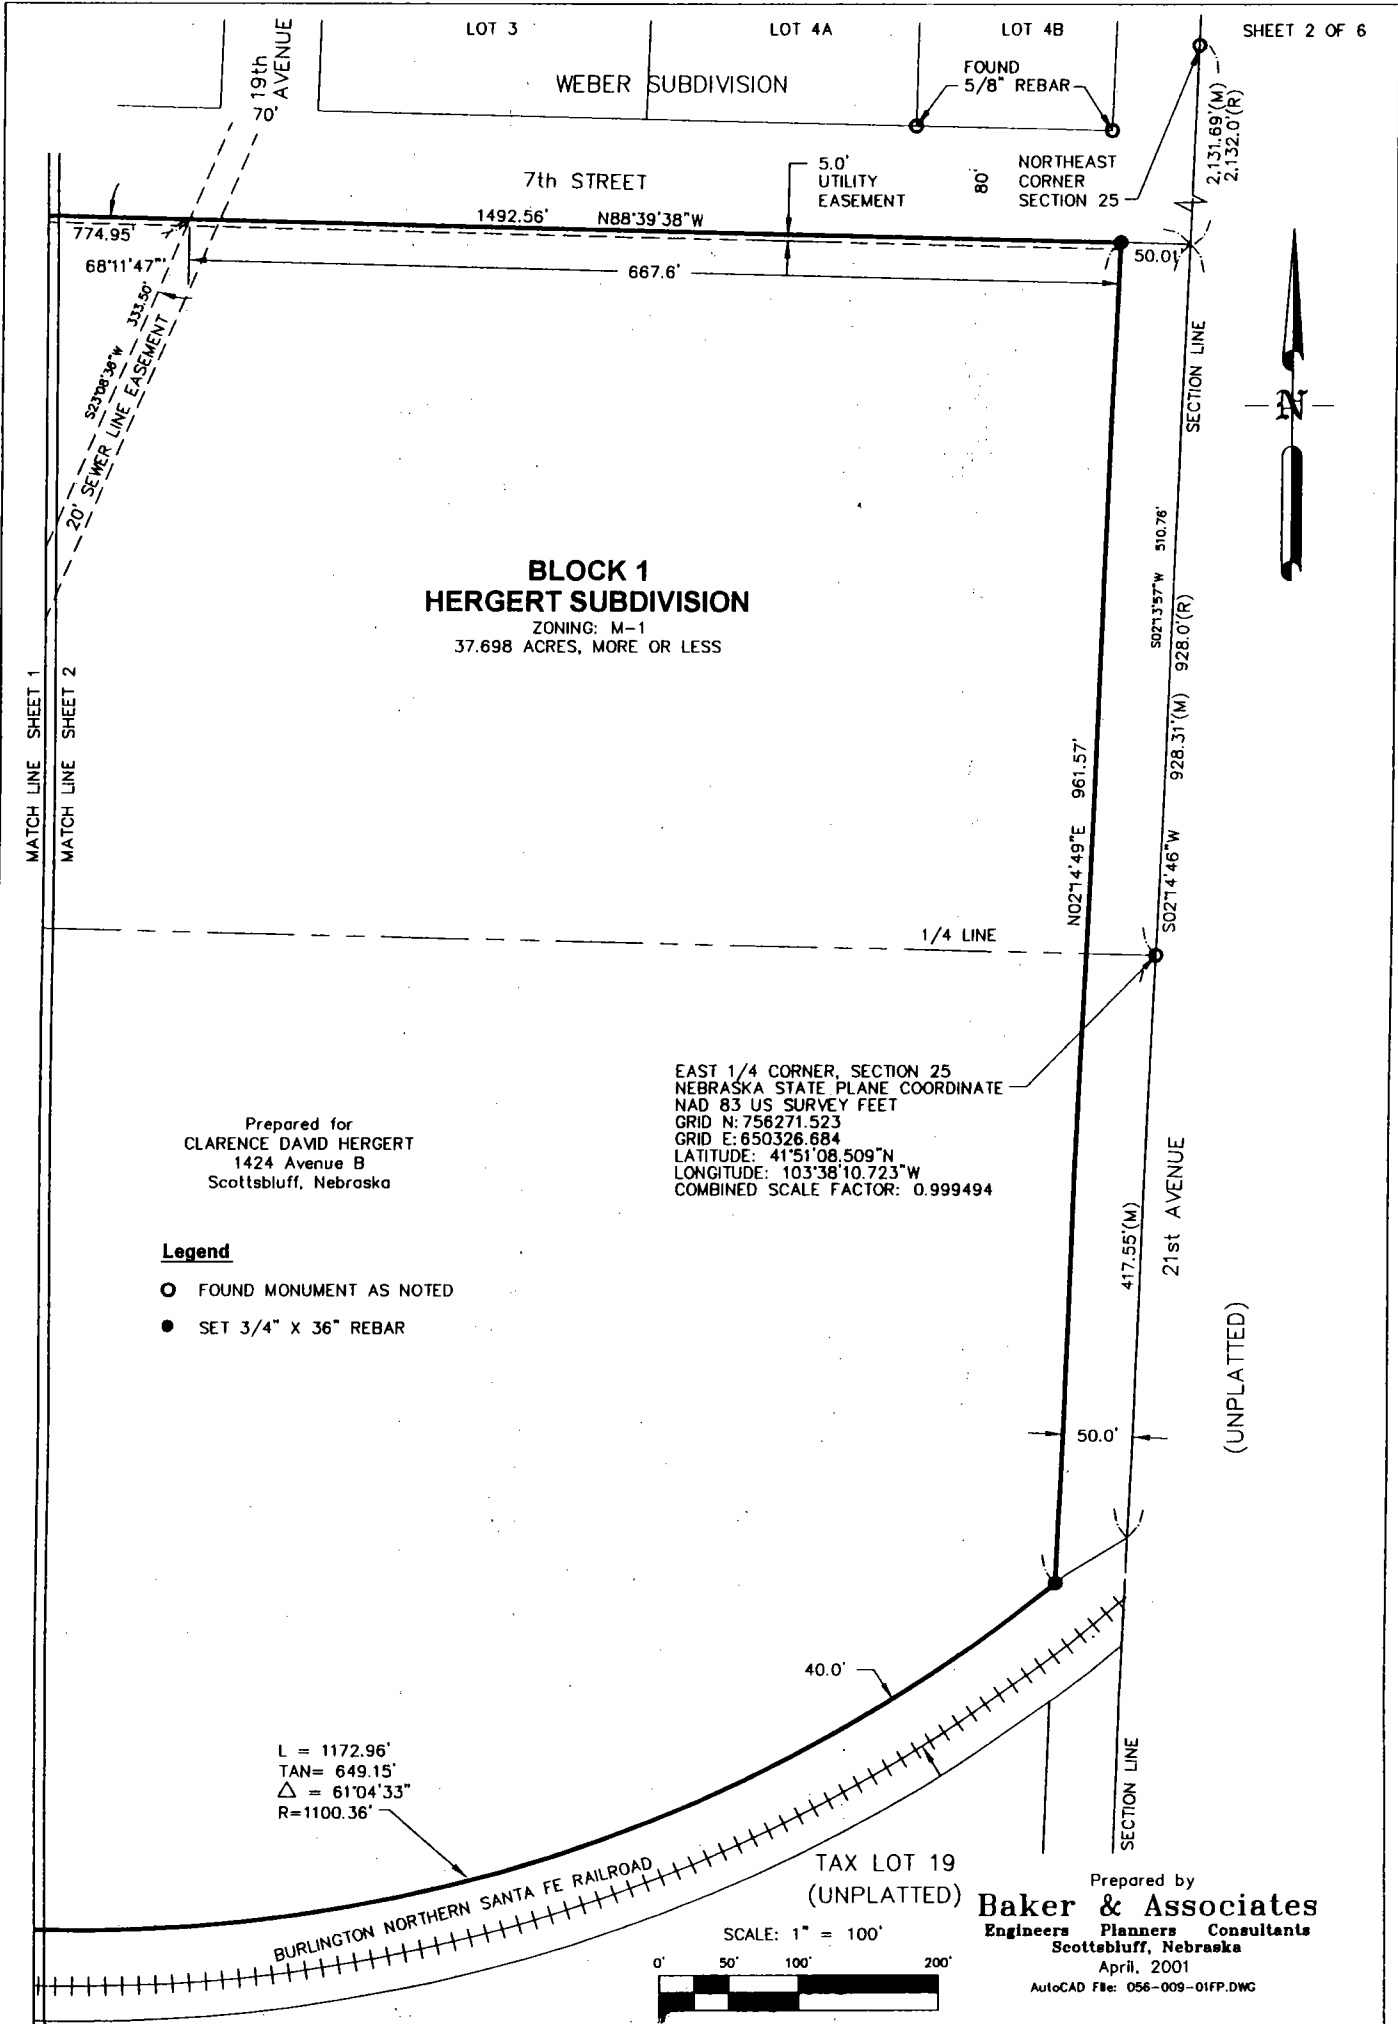 LOT 3
LOT 4A
LOT 4B
SHEET 2 OF 6
19th
AVENUE
70'
WEBER SUBDIVISION
FOUND
5/8" REBAR
2,131.69'(M)
2,132.0'(R)
7th STREET
5.0'
UTILITY
EASEMENT
80'
NORTHEAST
CORNER
SECTION 25
1492.56' N88°39'38"W
774.95'
68°11'47"
667.6'
50.01
S23°08'38"W 333.50'
20' SEWER LINE EASEMENT
SECTION LINE
N
BLOCK 1
HERGERT SUBDIVISION
ZONING: M-1
37.698 ACRES, MORE OR LESS
S02°13'57"W 510.76'
S02°14'46"W 928.31'(M) 928.0'(R)
N02°14'49"E 961.57'
MATCH LINE SHEET 1
MATCH LINE SHEET 2
1/4 LINE
EAST 1/4 CORNER, SECTION 25
NEBRASKA STATE PLANE COORDINATE
NAD 83 US SURVEY FEET
GRID N: 756271.523
GRID E: 650326.684
LATITUDE: 41°51'08.509"N
LONGITUDE: 103°38'10.723"W
COMBINED SCALE FACTOR: 0.999494
Prepared for
CLARENCE DAVID HERGERT
1424 Avenue B
Scottsbluff, Nebraska
Legend
FOUND MONUMENT AS NOTED
SET 3/4" X 36" REBAR
417.55'(M)
21st AVENUE
(UNPLATTED)
50.0'
40.0'
L = 1172.96'
TAN= 649.15'
△ = 61°04'33"
R=1100.36'
BURLINGTON NORTHERN SANTA FE RAILROAD
SECTION LINE
TAX LOT 19
(UNPLATTED)
SCALE: 1" = 100'
0' 50' 100' 200'
Prepared by
Baker & Associates
Engineers Planners Consultants
Scottsbluff, Nebraska
April, 2001
AutoCAD File: 056-009-01FP.DWG